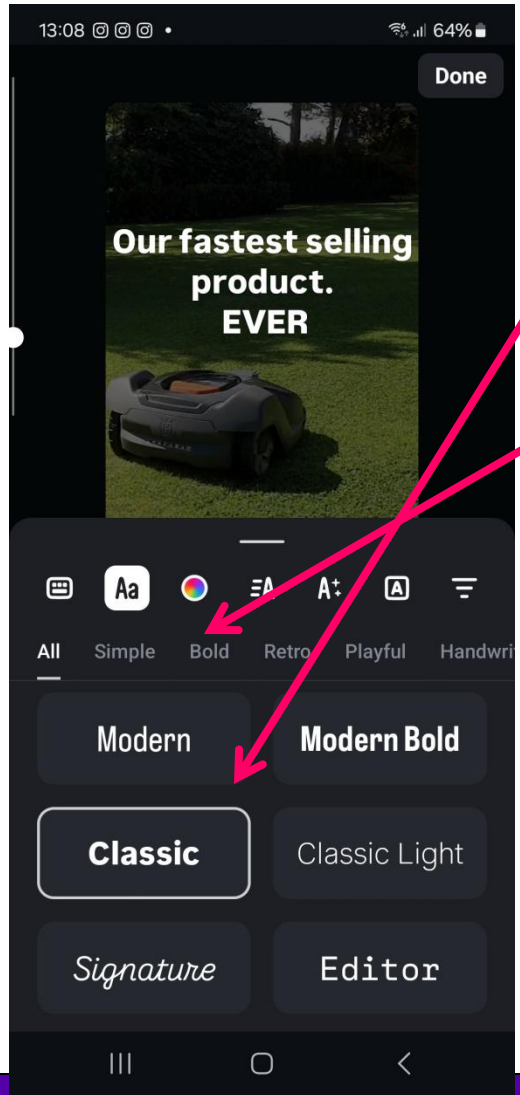 13:08 64%
Done
Our fastest selling
product.
EVER
Aa A A A
All Simple Bold Retro Playful Handwri
Modern Modern Bold
Classic Classic Light
Signature Editor